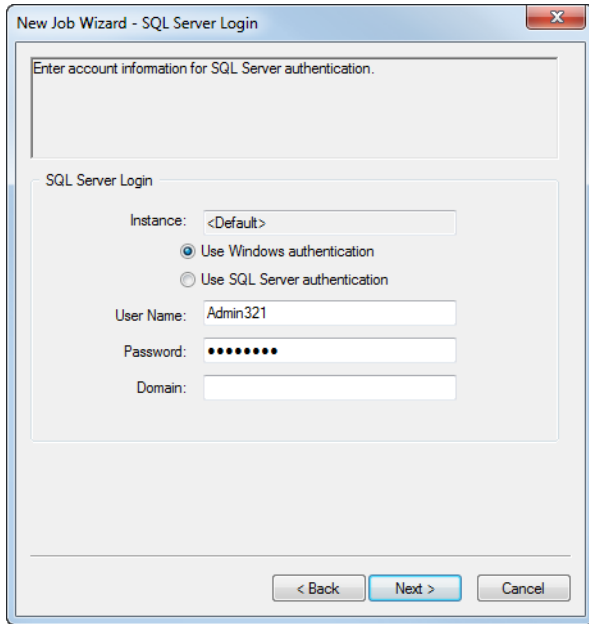 New Job Wizard - SQL Server Login
Enter account information for SQL Server authentication.
SQL Server Login
Instance: <Default>
Use Windows authentication
Use SQL Server authentication
User Name: Admin321
Password: ●●●●●●●●
Domain:
< Back Next > Cancel